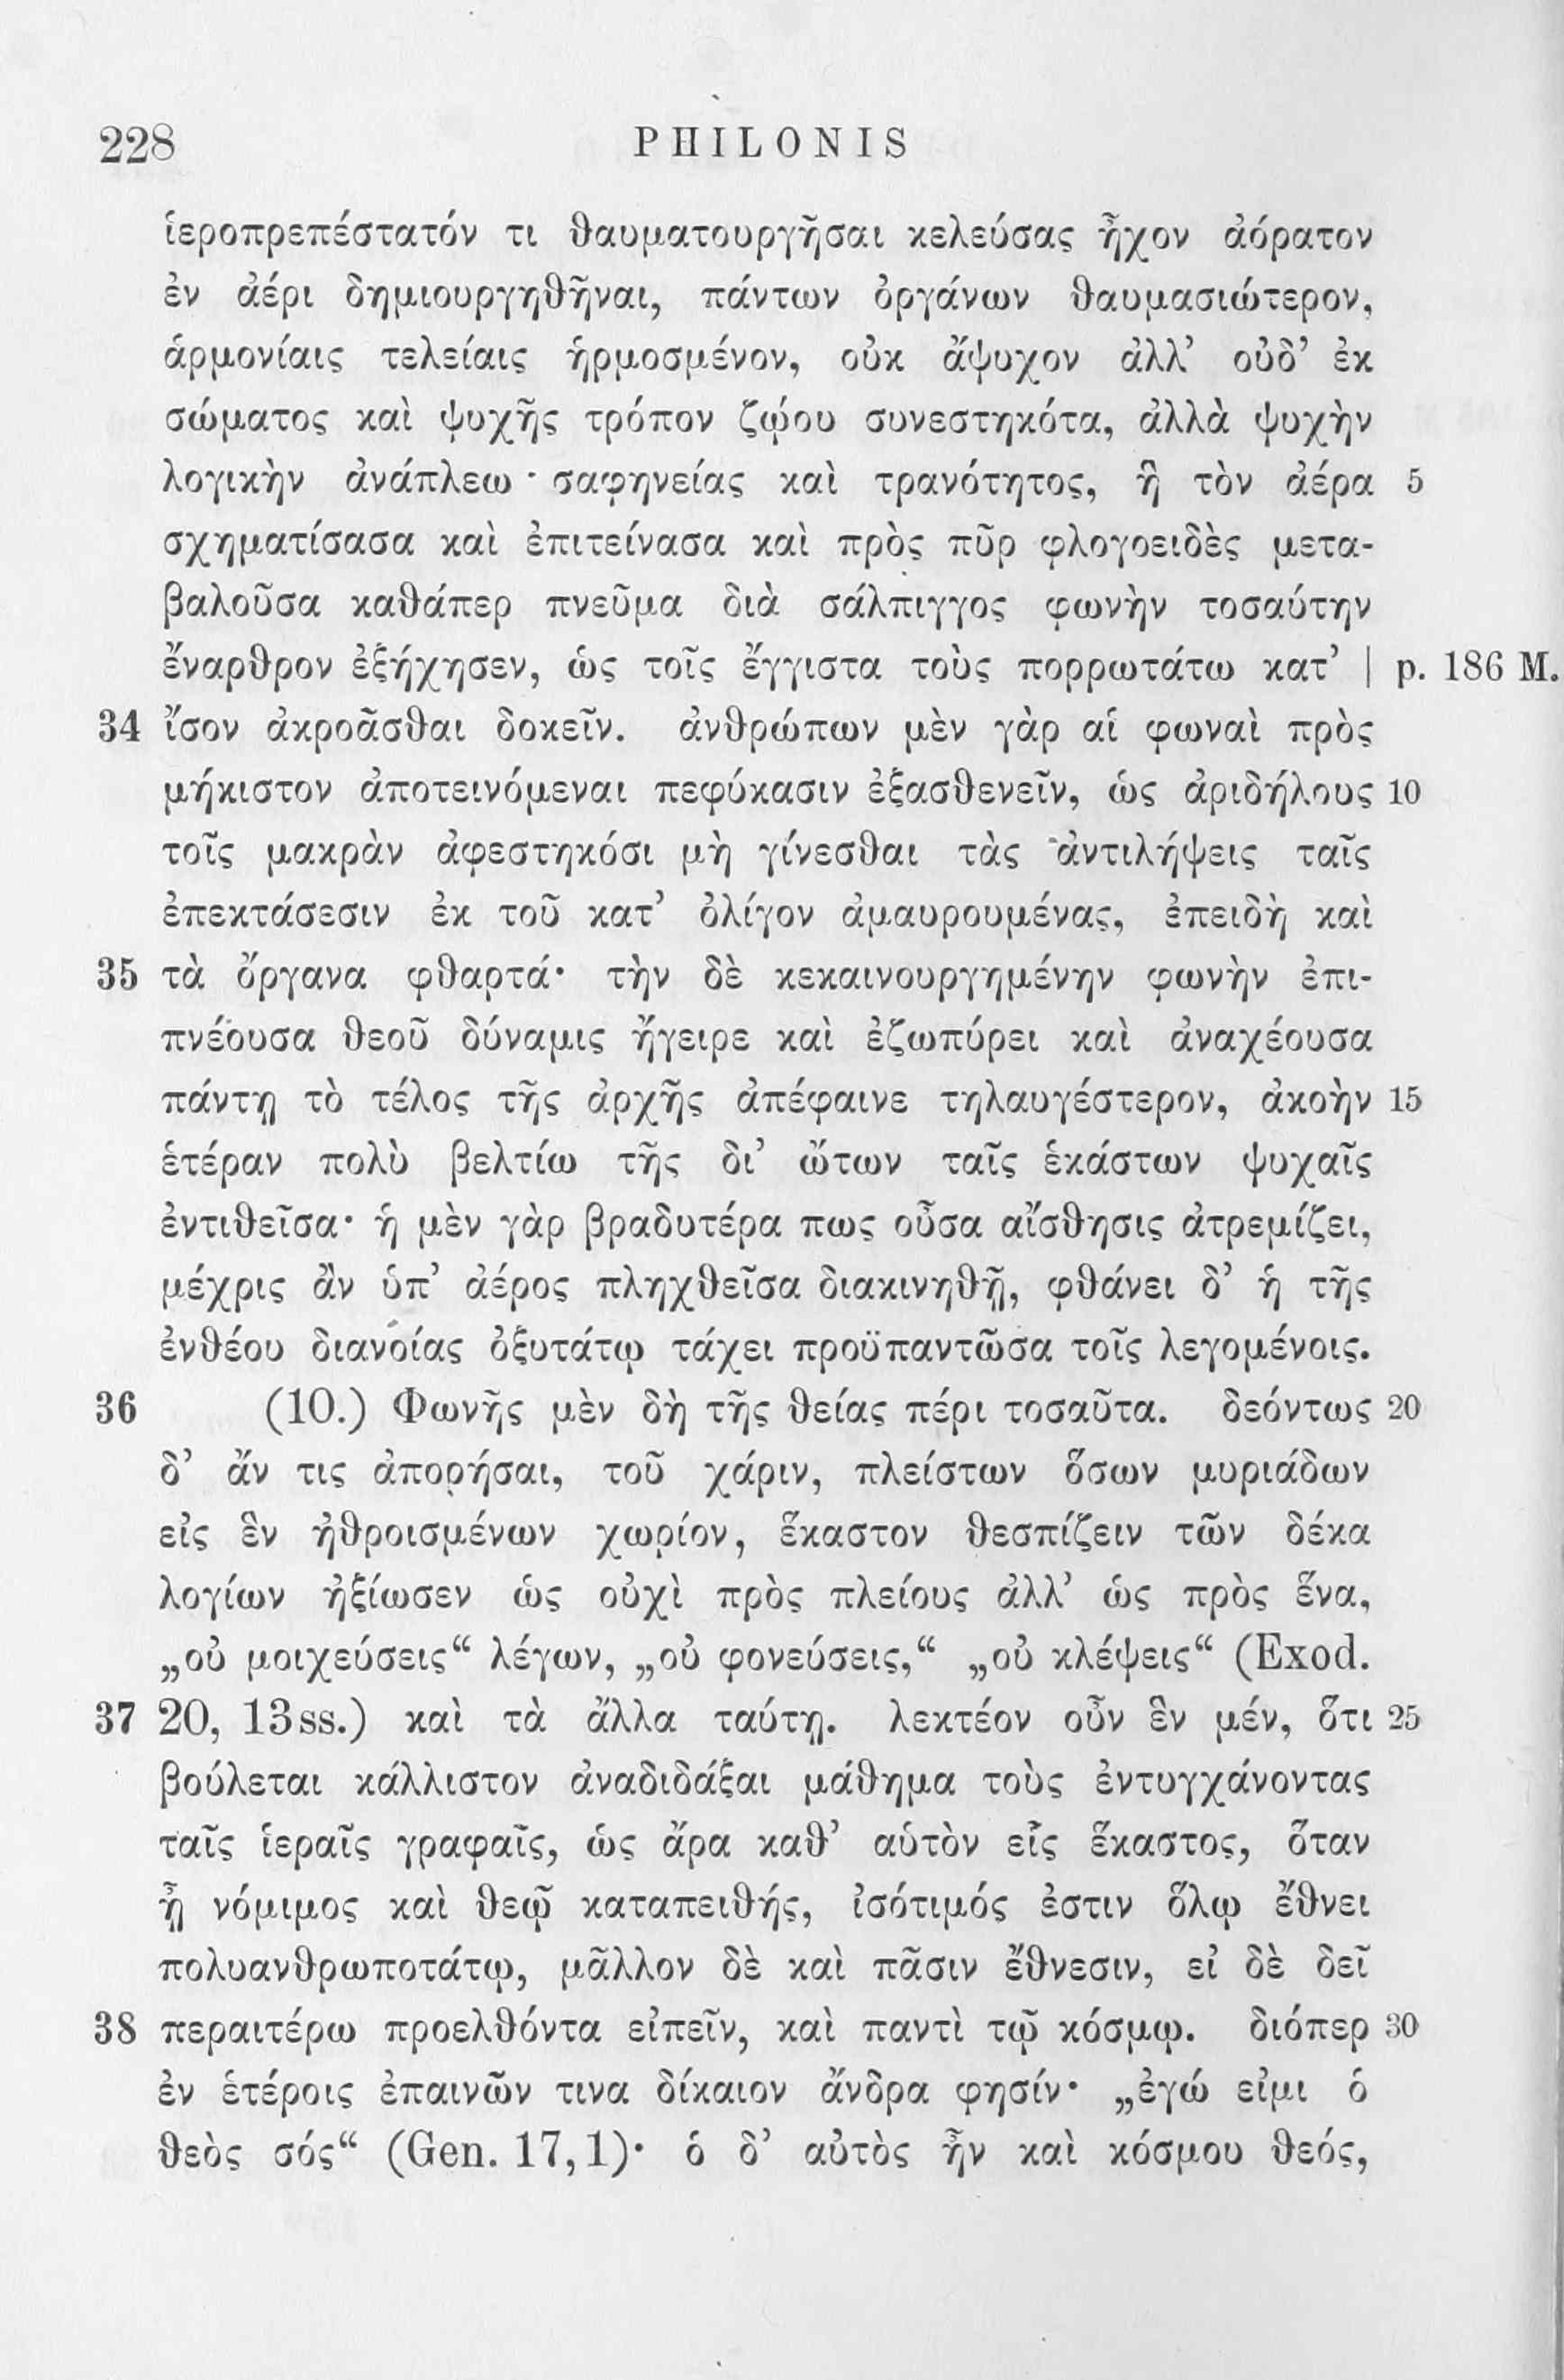 228 PHILONIS
ἱεροπρεπέστατόν τι θαυματουργῆσαι κελεύσας ἦχον ἀόρατον
ἐν ἀέρι δημιουργηθῆναι, πάντων ὀργάνων θαυμασιώτερον,
ἁρμονίαις τελείαις ἡρμοσμένον, οὐκ ἄψυχον ἀλλ’ οὐδ’ ἐκ
σώματος καὶ ψυχῆς τρόπον ζῴου συνεστηκότα, ἀλλὰ ψυχὴν
λογικὴν ἀνάπλεω σαφηνείας καὶ τρανότητος, ἣ τὸν ἀέρα 5
σχηματίσασα καὶ ἐπιτείνασα καὶ πρὸς πῦρ φλογοειδὲς μετα-
βαλοῦσα καθάπερ πνεῦμα διὰ σάλπιγγος φωνὴν τοσαύτην
ἔναρθρον ἐξήχησεν, ὡς τοῖς ἔγγιστα τοὺς πορρωτάτω κατ’ | p. 186 M.
34 ἴσον ἀκροᾶσθαι δοκεῖν. ἀνθρώπων μὲν γὰρ αἱ φωναὶ πρὸς
μήκιστον ἀποτεινόμεναι πεφύκασιν ἐξασθενεῖν, ὡς ἀριδήλους 10
τοῖς μακρὰν ἀφεστηκόσι μὴ γίνεσθαι τὰς ἀντιλήψεις ταῖς
ἐπεκτάσεσιν ἐκ τοῦ κατ’ ὀλίγον ἀμαυρουμένας, ἐπειδὴ καὶ
35 τὰ ὄργανα φθαρτά· τὴν δὲ κεκαινουργημένην φωνὴν ἐπι-
πνέουσα θεοῦ δύναμις ἤγειρε καὶ ἐζωπύρει καὶ ἀναχέουσα
πάντῃ τὸ τέλος τῆς ἀρχῆς ἀπέφαινε τηλαυγέστερον, ἀκοὴν 15
ἑτέραν πολὺ βελτίω τῆς δι’ ὤτων ταῖς ἑκάστων ψυχαῖς
ἐντιθεῖσα· ἡ μὲν γὰρ βραδυτέρα πως οὖσα αἴσθησις ἀτρεμίζει,
μέχρις ἂν ὑπ’ ἀέρος πληχθεῖσα διακινηθῇ, φθάνει δ’ ἡ τῆς
ἐνθέου διανοίας ὀξυτάτῳ τάχει προϋπαντῶσα τοῖς λεγομένοις.
36 (10.) Φωνῆς μὲν δὴ τῆς θείας πέρι τοσαῦτα. δεόντως 20
δ’ ἄν τις ἀπορήσαι, τοῦ χάριν, πλείστων ὅσων μυριάδων
εἰς ἓν ἠθροισμένων χωρίον, ἕκαστον θεσπίζειν τῶν δέκα
λογίων ἠξίωσεν ὡς οὐχὶ πρὸς πλείους ἀλλ’ ὡς πρὸς ἕνα,
„οὐ μοιχεύσεις“ λέγων, „οὐ φονεύσεις,“ „οὐ κλέψεις“ (Exod.
37 20, 13 ss.) καὶ τὰ ἄλλα ταύτῃ. λεκτέον οὖν ἓν μέν, ὅτι 25
βούλεται κάλλιστον ἀναδιδάξαι μάθημα τοὺς ἐντυγχάνοντας
ταῖς ἱεραῖς γραφαῖς, ὡς ἄρα καθ’ αὑτὸν εἷς ἕκαστος, ὅταν
ᾖ νόμιμος καὶ θεῷ καταπειθής, ἰσότιμός ἐστιν ὅλῳ ἔθνει
πολυανθρωποτάτῳ, μᾶλλον δὲ καὶ πᾶσιν ἔθνεσιν, εἰ δὲ δεῖ
38 περαιτέρω προελθόντα εἰπεῖν, καὶ παντὶ τῷ κόσμῳ. διόπερ 30
ἐν ἑτέροις ἐπαινῶν τινα δίκαιον ἄνδρα φησίν· „ἐγώ εἰμι ὁ
θεὸς σός“ (Gen. 17, 1)· ὁ δ’ αὐτὸς ἦν καὶ κόσμου θεός,